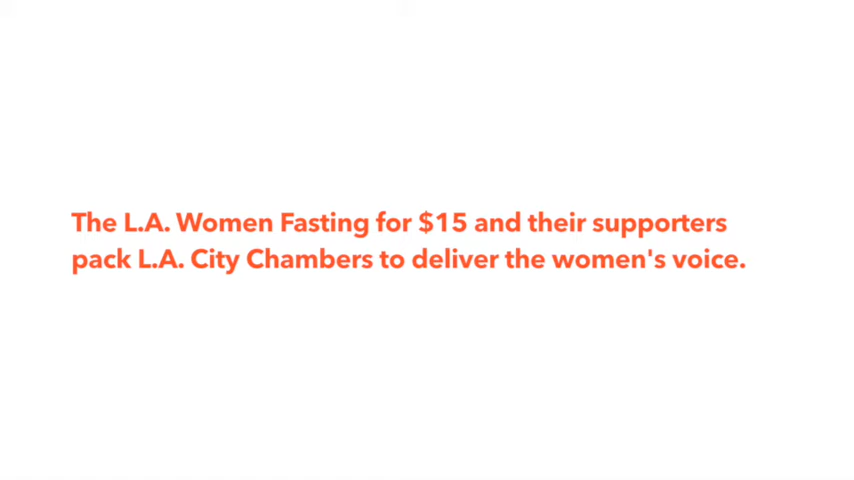 The L.A. Women Fasting for $15 and their supporters
pack L.A. City Chambers to deliver the women's voice.